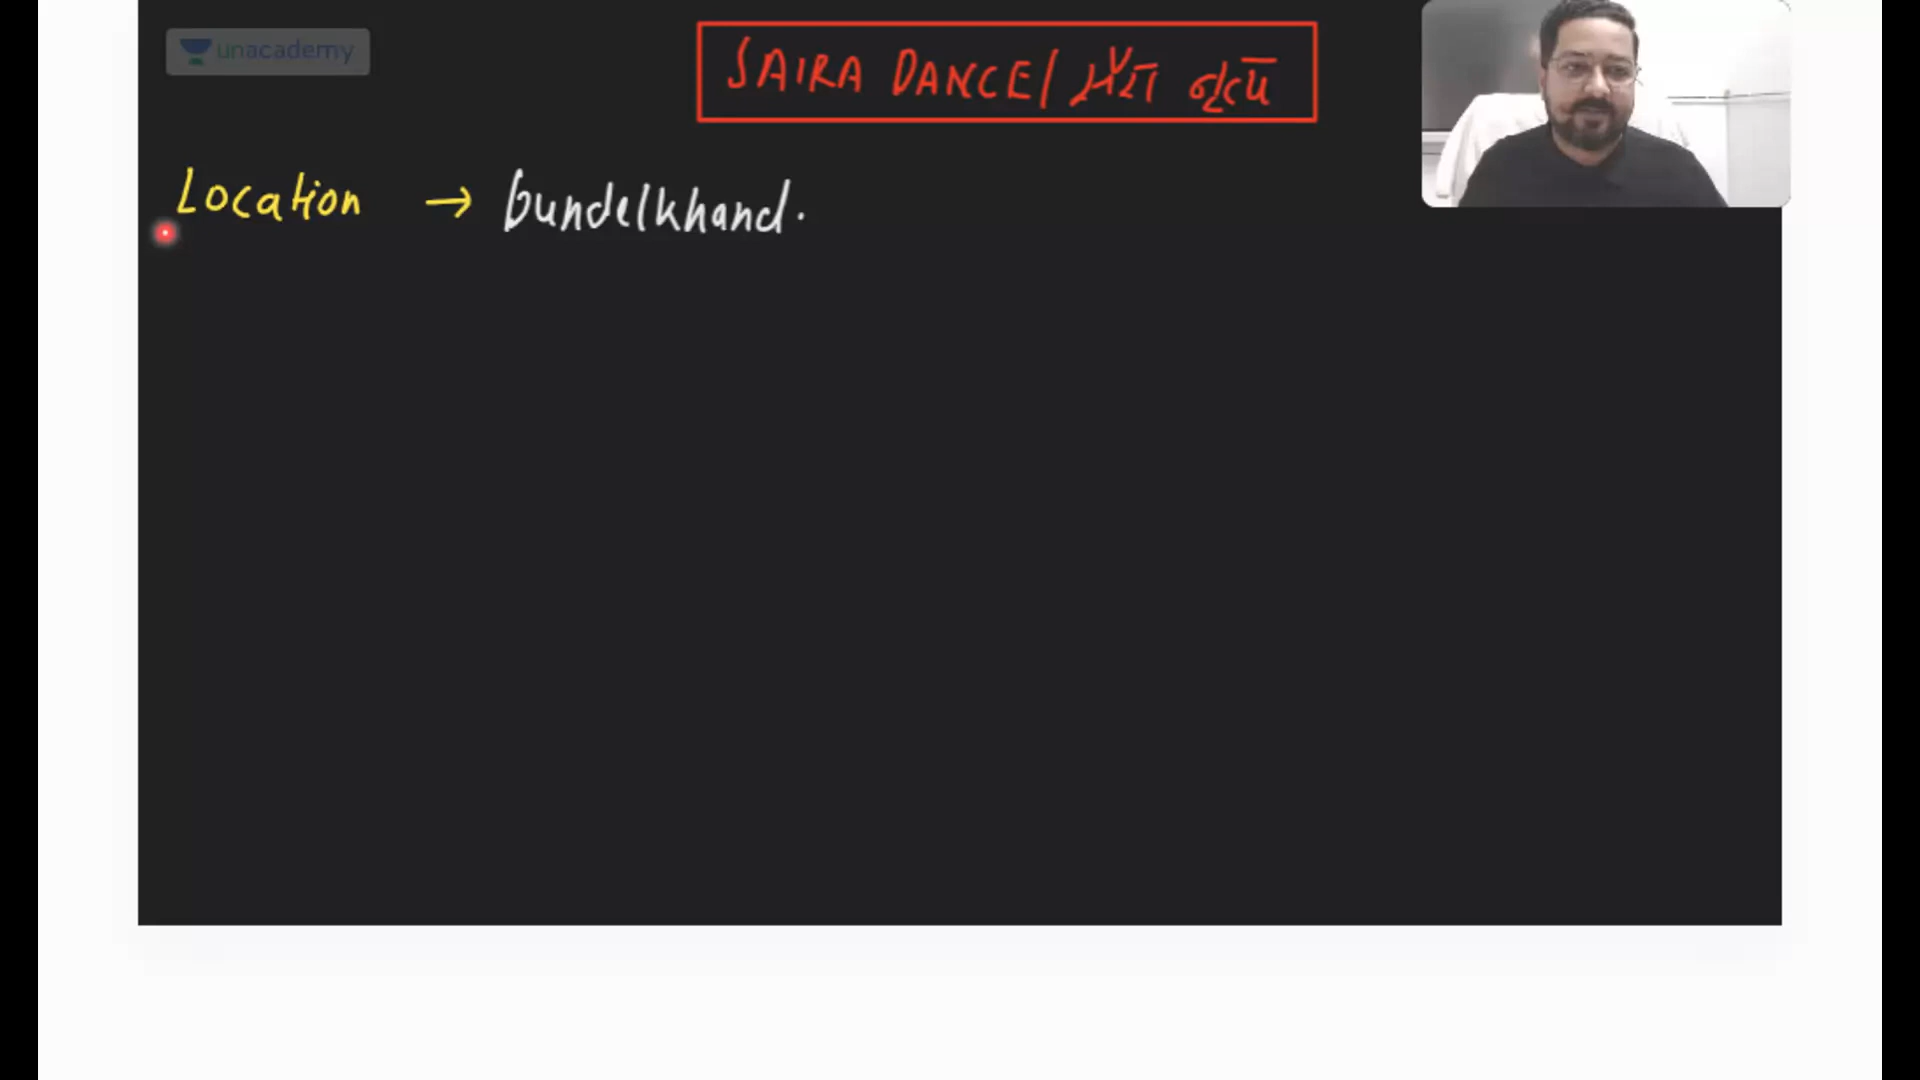 unacademy
SAIRA DANCE / सैरा नृत्य
Location → bundelkhand.